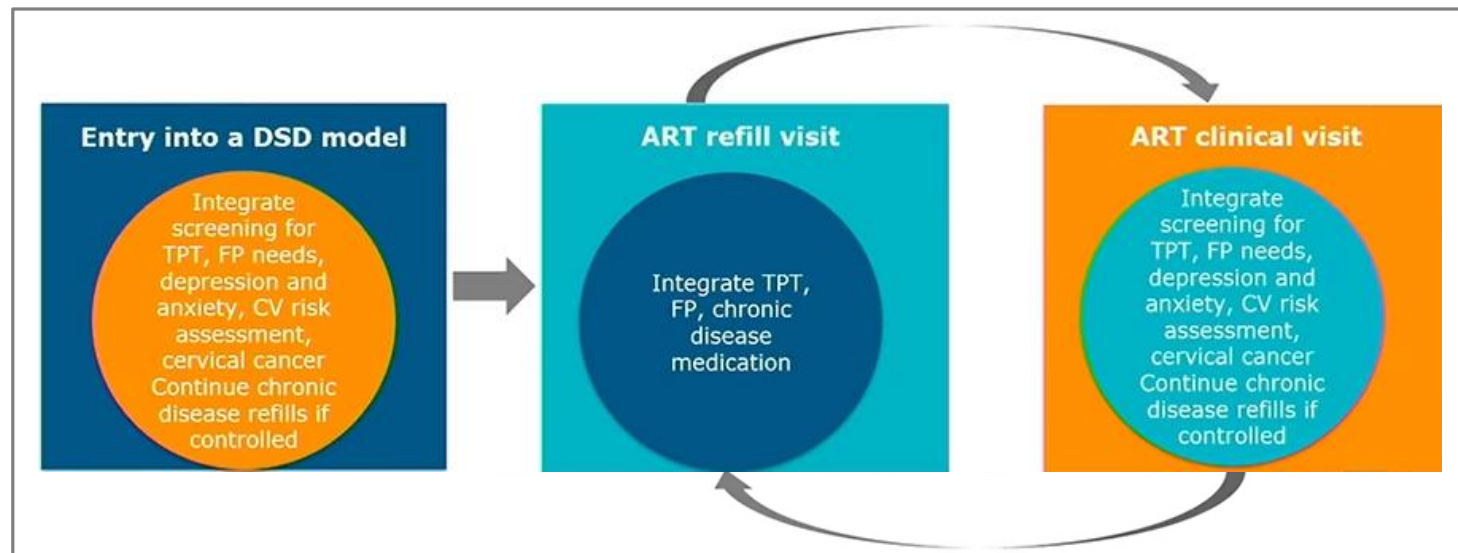 Entry into a DSD model
Integrate
screening for
TPT, FP needs,
depression and
anxiety, CV risk
assessment,
cervical cancer
Continue chronic
disease refills if
controlled
ART refill visit
Integrate TPT,
FP, chronic
disease
medication
ART clinical visit
Integrate
screening for
TPT, FP needs,
depression and
anxiety, CV risk
assessment,
cervical cancer
Continue chronic
disease refills if
controlled